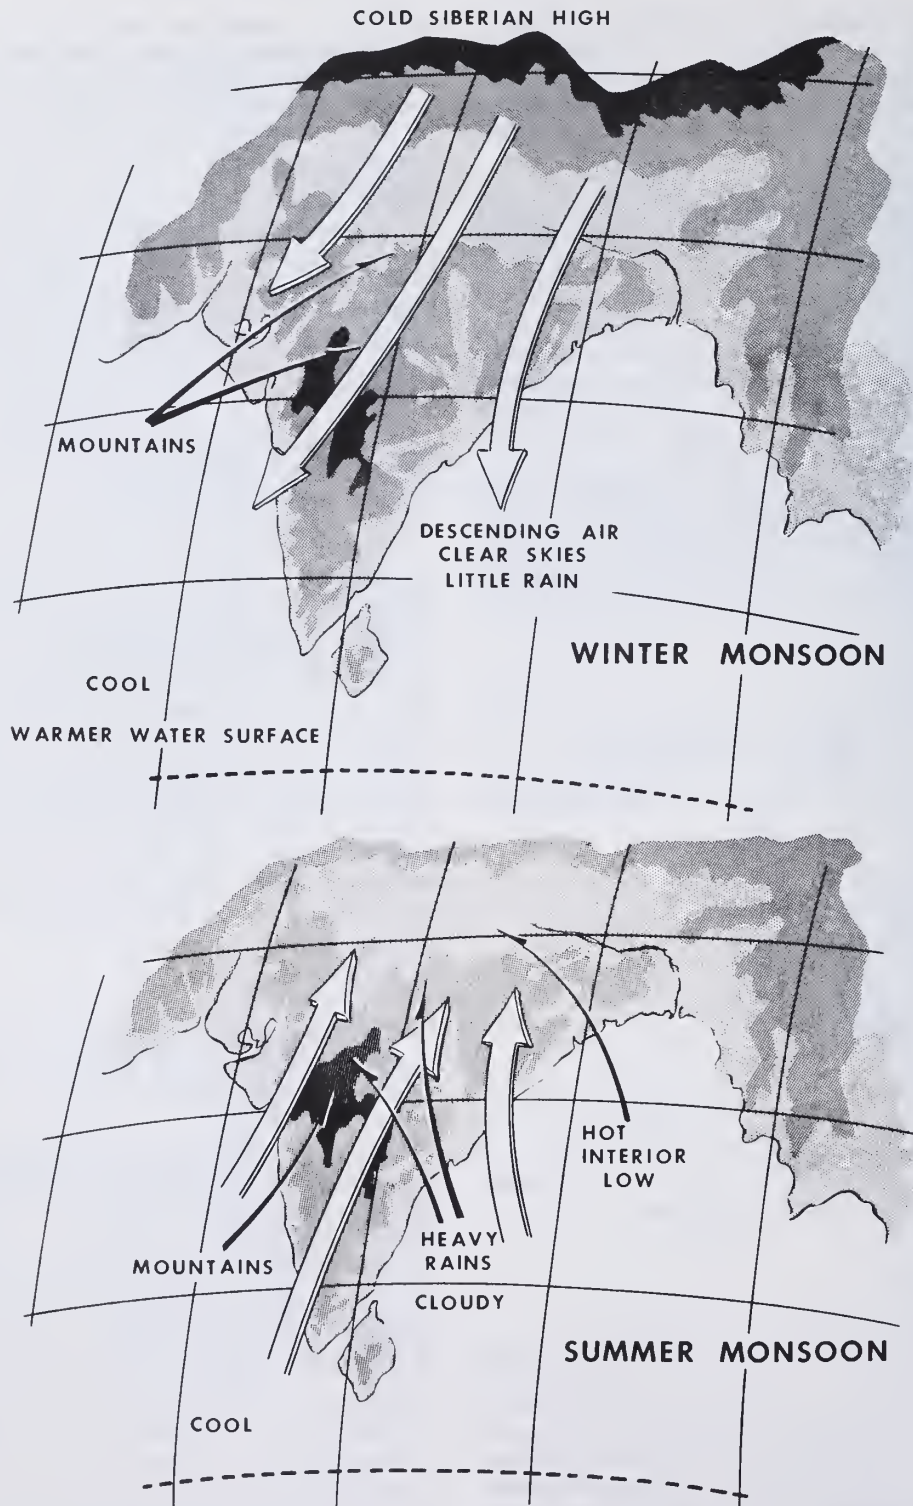 COLD SIBERIAN HIGH
MOUNTAINS
DESCENDING AIR
CLEAR SKIES
LITTLE RAIN
WINTER MONSOON
COOL
WARMER WATER SURFACE
HOT
INTERIOR
LOW
HEAVY
RAINS
MOUNTAINS
CLOUDY
SUMMER MONSOON
COOL